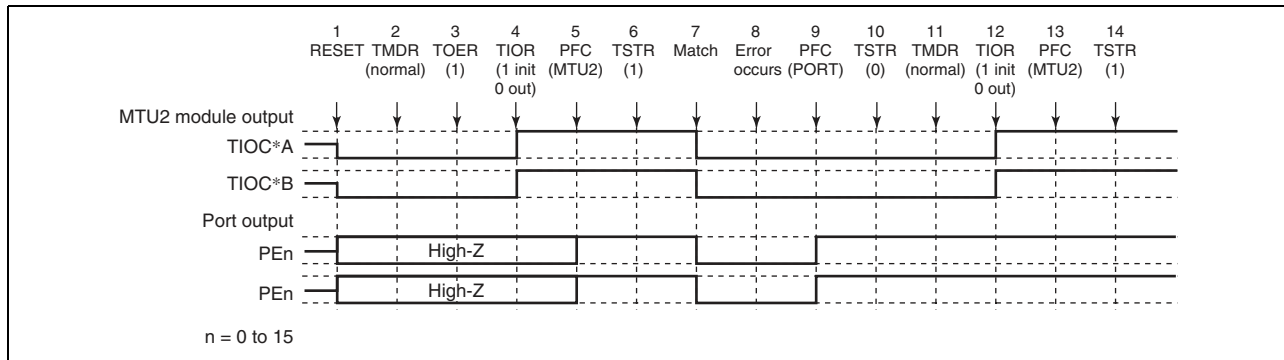 1 2 3 4 5 6 7 8 9 10 11 12 13 14
RESET TMDR TOER TIOR PFC TSTR Match Error PFC TSTR TMDR TIOR PFC TSTR
(normal) (1) (1 init (MTU2) (1) occurs (PORT) (0) (normal) (1 init (MTU2) (1)
0 out) 0 out)
MTU2 module output
TIOC*A
TIOC*B
Port output
PEn High-Z
PEn High-Z
n = 0 to 15